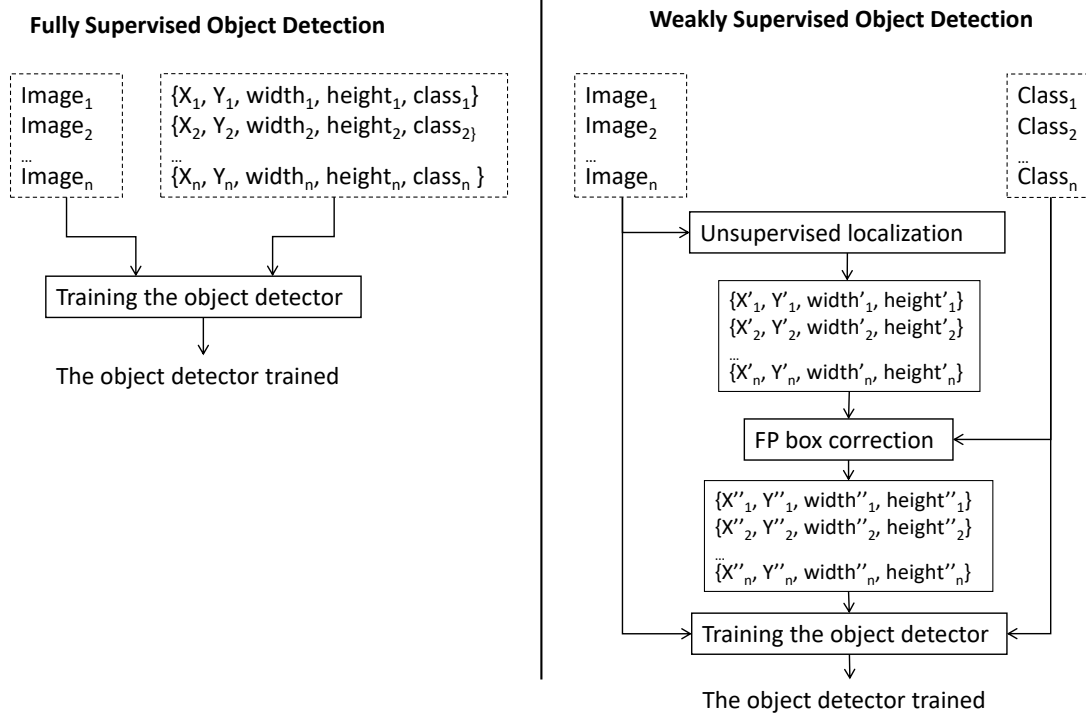 Fully Supervised Object Detection
Image₁
Image₂
...
Imageₙ
{X₁, Y₁, width₁, height₁, class₁}
{X₂, Y₂, width₂, height₂, class₂}
...
{Xₙ, Yₙ, widthₙ, heightₙ, classₙ }
Training the object detector
The object detector trained
Weakly Supervised Object Detection
Image₁
Image₂
...
Imageₙ
Class₁
Class₂
...
Classₙ
Unsupervised localization
{X'₁, Y'₁, width'₁, height'₁}
{X'₂, Y'₂, width'₂, height'₂}
...
{X'ₙ, Y'ₙ, width'ₙ, height'ₙ}
FP box correction
{X''₁, Y''₁, width''₁, height''₁}
{X''₂, Y''₂, width''₂, height''₂}
...
{X''ₙ, Y''ₙ, width''ₙ, height''ₙ}
Training the object detector
The object detector trained